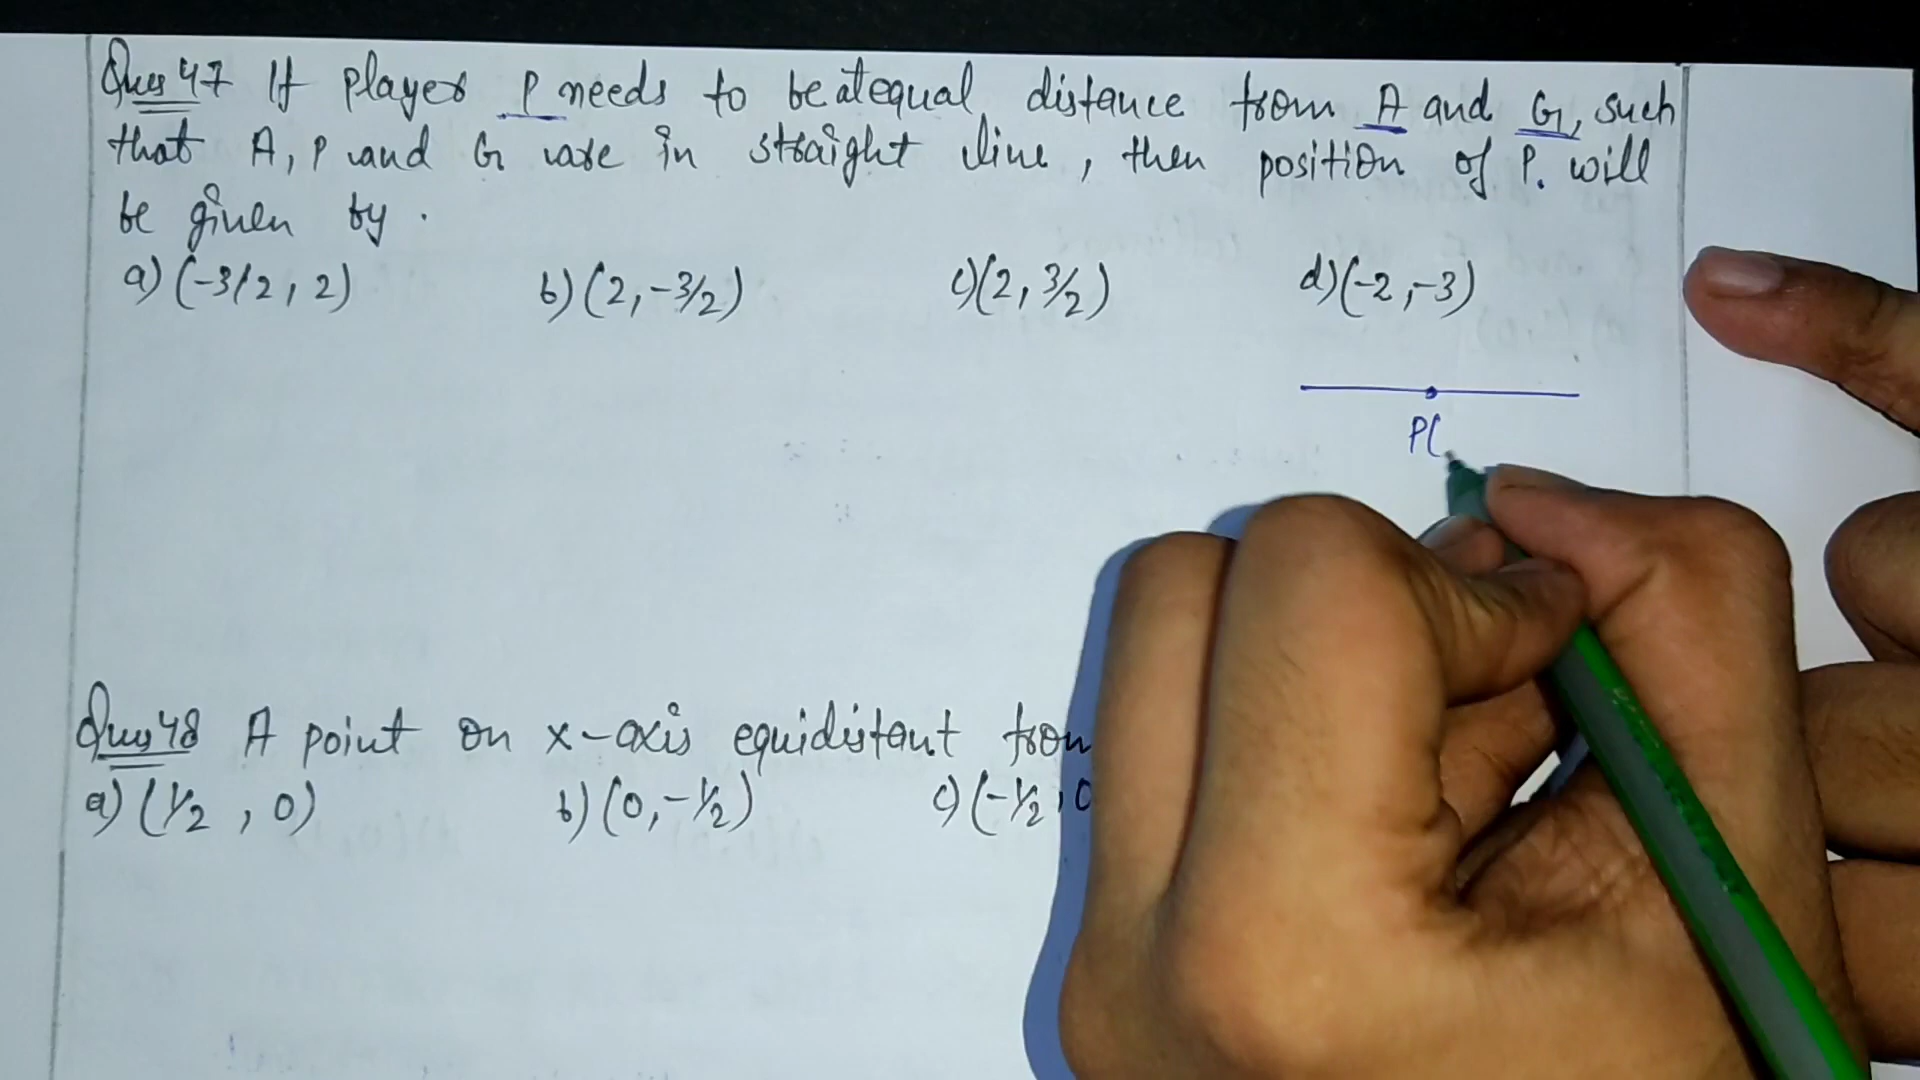 Ques 47 If player P needs to be at equal distance from A and G, such
that A, P and G are in straight line, then position of P. will
be given by .
a) (-3/2, 2) b) (2, -3/2) c) (2, 3/2) d) (-2, -3)
P(
Ques 48 A point on x-axis equidistant from
a) (1/2, 0) b) (0, -1/2) c) (-1/2, 0